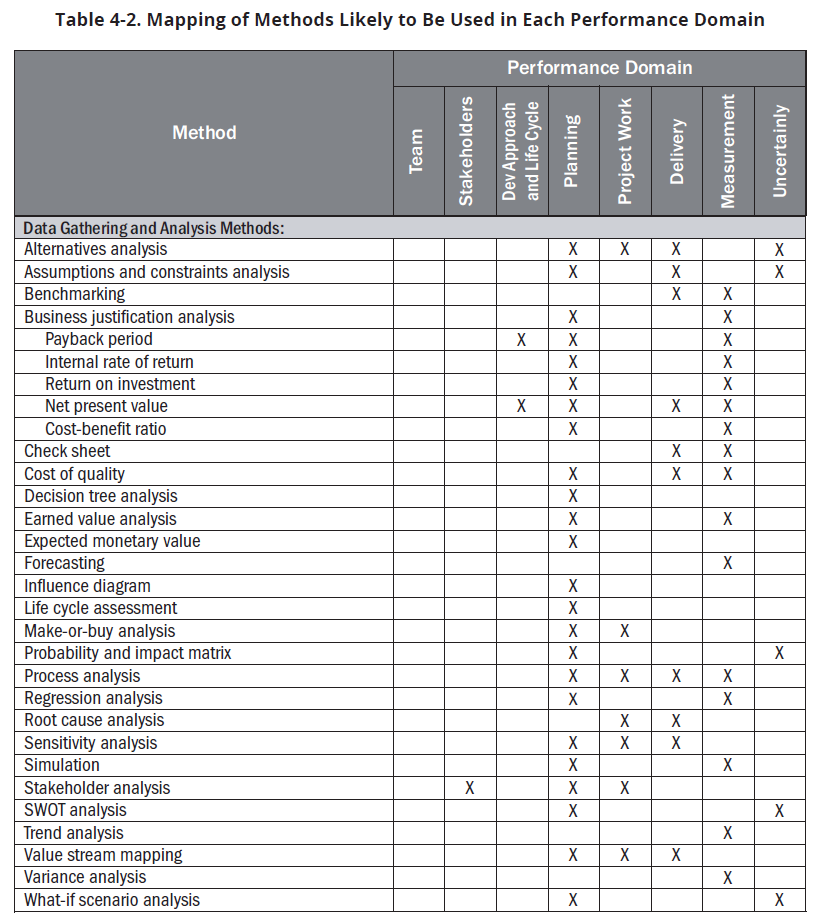 Table 4-2. Mapping of Methods Likely to Be Used in Each Performance Domain
Method
Performance Domain
Team
Stakeholders
Dev Approach
and Life Cycle
Planning
Project Work
Delivery
Measurement
Uncertainly
Data Gathering and Analysis Methods:
Alternatives analysis X X X X
Assumptions and constraints analysis X X X
Benchmarking X X
Business justification analysis X X
Payback period X X X
Internal rate of return X X
Return on investment X X
Net present value X X X X
Cost-benefit ratio X X
Check sheet X X
Cost of quality X X X
Decision tree analysis X
Earned value analysis X X
Expected monetary value X
Forecasting X
Influence diagram X
Life cycle assessment X
Make-or-buy analysis X X
Probability and impact matrix X X
Process analysis X X X X
Regression analysis X X
Root cause analysis X X
Sensitivity analysis X X X
Simulation X X
Stakeholder analysis X X X
SWOT analysis X X
Trend analysis X
Value stream mapping X X X
Variance analysis X
What-if scenario analysis X X